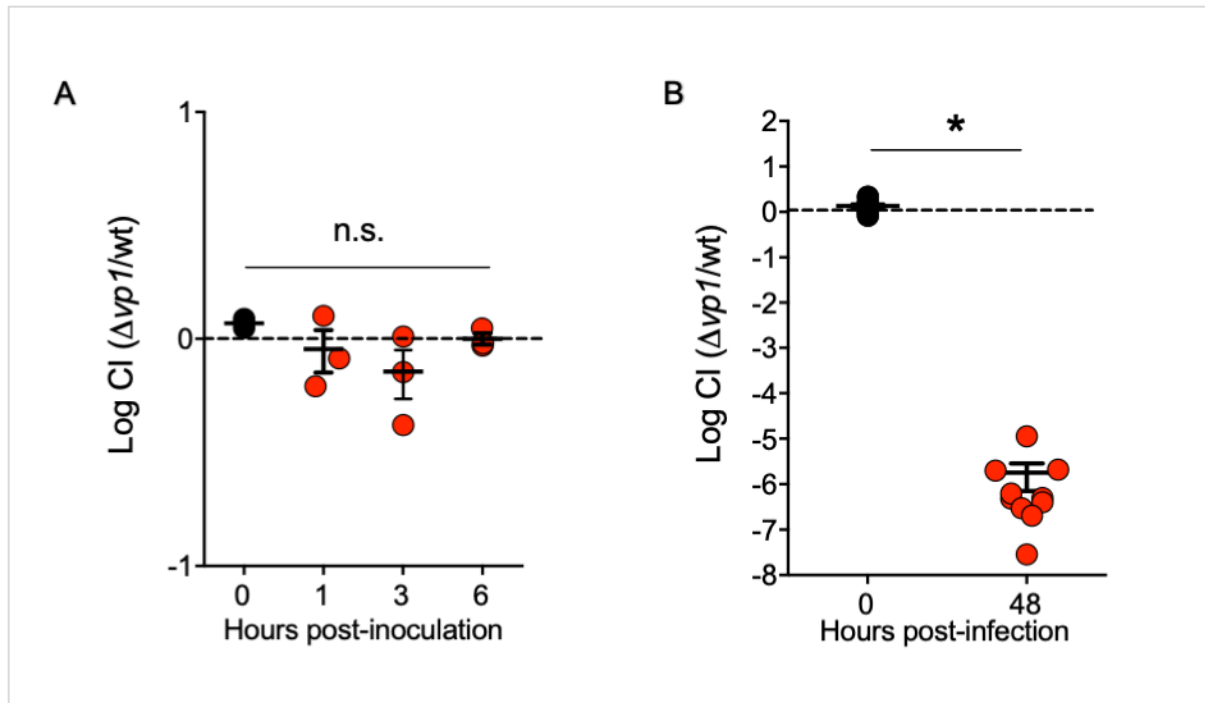 A
Log CI (Δvp1/wt)
1
0
-1
n.s.
0 1 3 6
Hours post-inoculation
B
Log CI (Δvp1/wt)
2
1
0
-1
-2
-3
-4
-5
-6
-7
-8
*
0 48
Hours post-infection